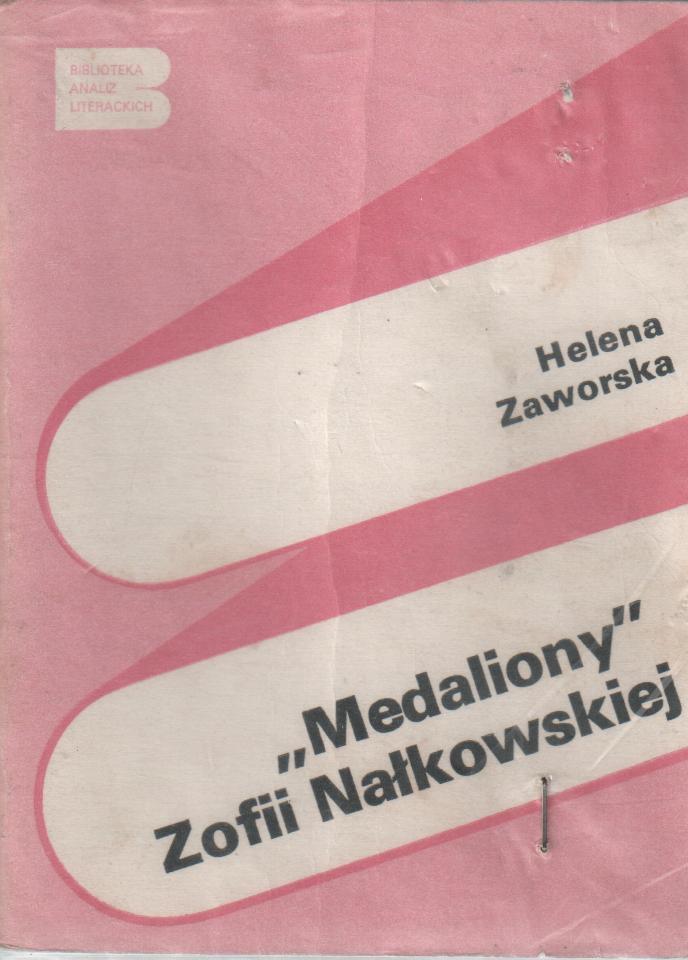 BIBLIOTEKA
ANALIZ
LITERACKICH
Helena
Zaworska
„Medaliony”
Zofii Nałkowskiej